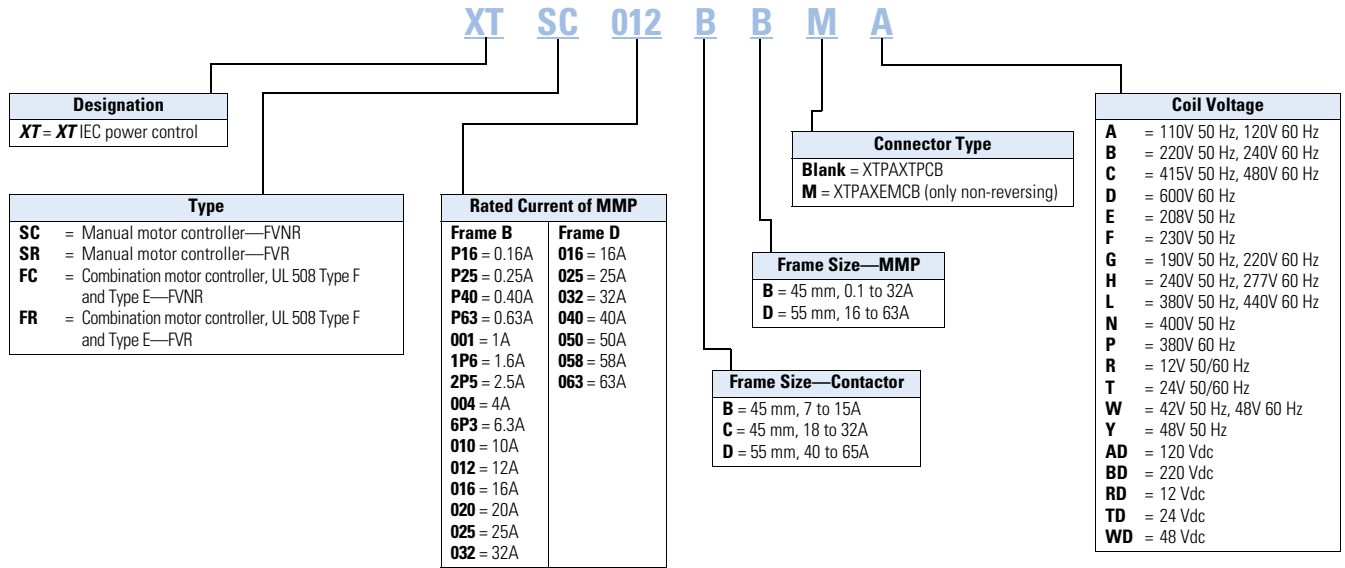 XT SC 012 B B M A
Designation
XT = XT IEC power control
Type
SC = Manual motor controller—FVNR
SR = Manual motor controller—FVR
FC = Combination motor controller, UL 508 Type F
and Type E—FVNR
FR = Combination motor controller, UL 508 Type F
and Type E—FVR
Rated Current of MMP
Frame B
P16 = 0.16A
P25 = 0.25A
P40 = 0.40A
P63 = 0.63A
001 = 1A
1P6 = 1.6A
2P5 = 2.5A
004 = 4A
6P3 = 6.3A
010 = 10A
012 = 12A
016 = 16A
020 = 20A
025 = 25A
032 = 32A
Frame D
016 = 16A
025 = 25A
032 = 32A
040 = 40A
050 = 50A
058 = 58A
063 = 63A
Frame Size—Contactor
B = 45 mm, 7 to 15A
C = 45 mm, 18 to 32A
D = 55 mm, 40 to 65A
Frame Size—MMP
B = 45 mm, 0.1 to 32A
D = 55 mm, 16 to 63A
Connector Type
Blank = XTPAXTPCB
M = XTPAXEMCB (only non-reversing)
Coil Voltage
A = 110V 50 Hz, 120V 60 Hz
B = 220V 50 Hz, 240V 60 Hz
C = 415V 50 Hz, 480V 60 Hz
D = 600V 60 Hz
E = 208V 50 Hz
F = 230V 50 Hz
G = 190V 50 Hz, 220V 60 Hz
H = 240V 50 Hz, 277V 60 Hz
L = 380V 50 Hz, 440V 60 Hz
N = 400V 50 Hz
P = 380V 60 Hz
R = 12V 50/60 Hz
T = 24V 50/60 Hz
W = 42V 50 Hz, 48V 60 Hz
Y = 48V 50 Hz
AD = 120 Vdc
BD = 220 Vdc
RD = 12 Vdc
TD = 24 Vdc
WD = 48 Vdc